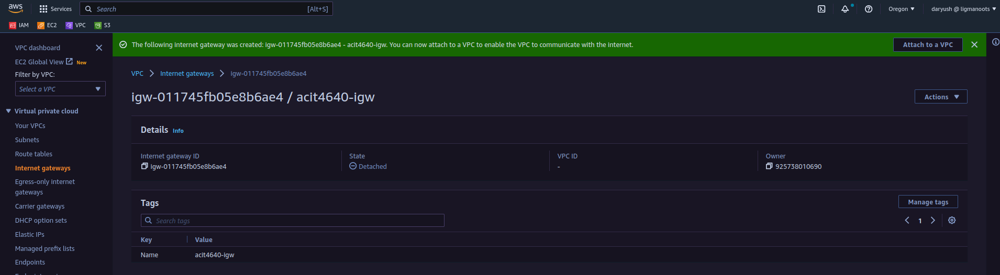 aws Services Search [Alt+S] Oregon daryush @ ligmanoots
IAM EC2 VPC S3
VPC dashboard
EC2 Global View New
Filter by VPC:
Select a VPC
Virtual private cloud
Your VPCs
Subnets
Route tables
Internet gateways
Egress-only internet
gateways
Carrier gateways
DHCP option sets
Elastic IPs
Managed prefix lists
Endpoints
The following internet gateway was created: igw-011745fb05e8b6ae4 - acit4640-igw. You can now attach to a VPC to enable the VPC to communicate with the internet. Attach to a VPC
VPC Internet gateways igw-011745fb05e8b6ae4
igw-011745fb05e8b6ae4 / acit4640-igw Actions
Details Info
Internet gateway ID State VPC ID Owner
igw-011745fb05e8b6ae4 Detached - 925738010690
Tags Manage tags
Search tags 1
Key Value
Name acit4640-igw